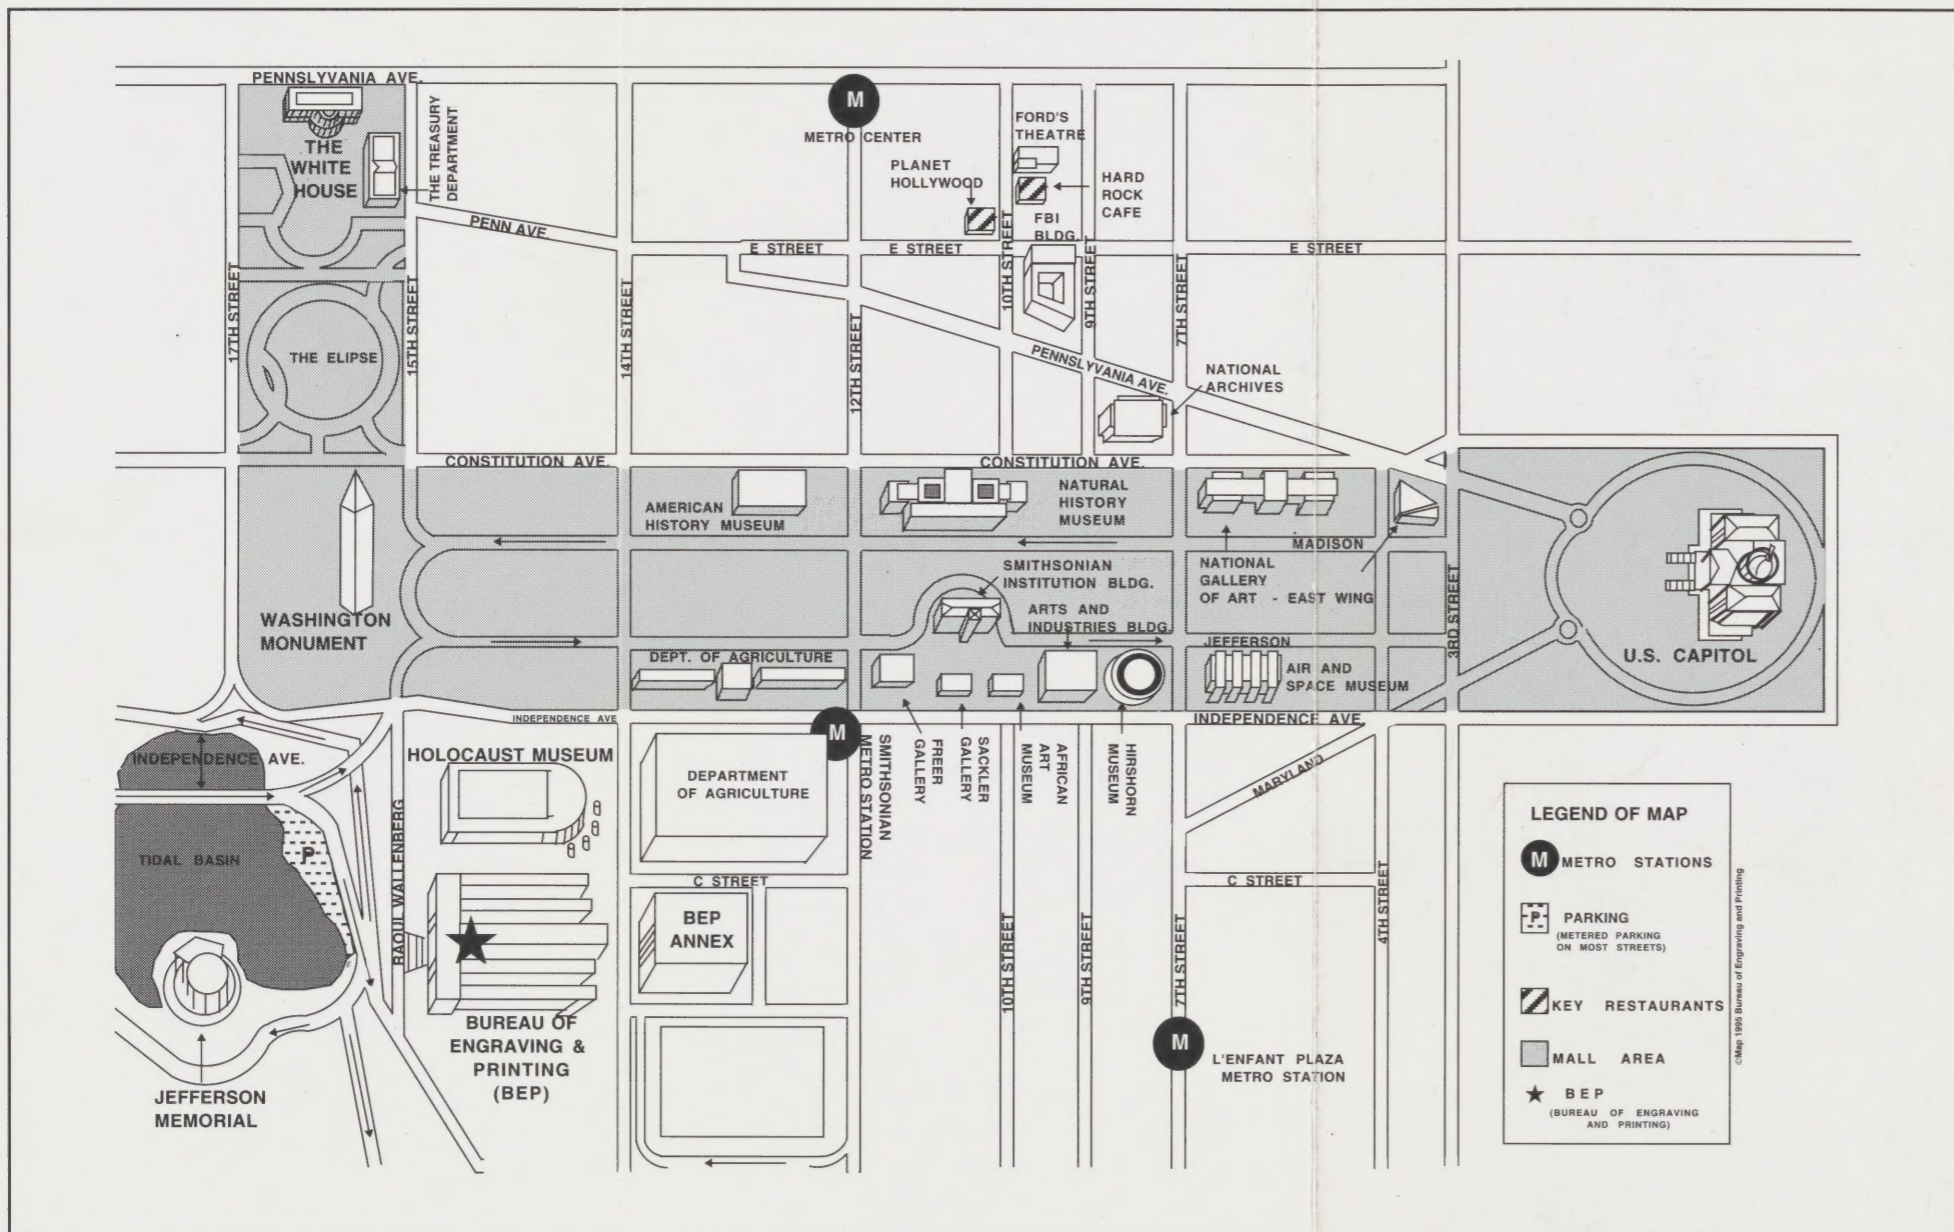 PENNSLYVANIA AVE.
THE
WHITE
HOUSE
THE TREASURY
DEPARTMENT
PENN AVE.
M
METRO CENTER
PLANET
HOLLYWOOD
FORD'S
THEATRE
HARD
ROCK
CAFE
FBI
BLDG.
E STREET
E STREET
E STREET
17TH STREET
15TH STREET
14TH STREET
12TH STREET
10TH STREET
9TH STREET
7TH STREET
THE ELIPSE
PENNSLYVANIA AVE.
NATIONAL
ARCHIVES
CONSTITUTION AVE.
CONSTITUTION AVE.
AMERICAN
HISTORY MUSEUM
NATURAL
HISTORY
MUSEUM
MADISON
NATIONAL
GALLERY
OF ART - EAST WING
SMITHSONIAN
INSTITUTION BLDG.
ARTS AND
INDUSTRIES BLDG.
3RD STREET
WASHINGTON
MONUMENT
DEPT. OF AGRICULTURE
JEFFERSON
AIR AND
SPACE MUSEUM
U.S. CAPITOL
INDEPENDENCE AVE
INDEPENDENCE AVE.
INDEPENDENCE AVE.
HOLOCAUST MUSEUM
M
SMITHSONIAN
METRO STATION
FREER
GALLERY
SACKLER
GALLERY
AFRICAN
ART
MUSEUM
HIRSHORN
MUSEUM
DEPARTMENT
OF AGRICULTURE
MARYLAND
TIDAL BASIN
P
RAOUL WALLENBERG
C STREET
C STREET
BEP
ANNEX
10TH STREET
9TH STREET
7TH STREET
4TH STREET
BUREAU OF
ENGRAVING &
PRINTING
(BEP)
M
L'ENFANT PLAZA
METRO STATION
JEFFERSON
MEMORIAL
LEGEND OF MAP
M METRO STATIONS
P PARKING
(METERED PARKING
ON MOST STREETS)
KEY RESTAURANTS
MALL AREA
BEP
(BUREAU OF ENGRAVING
AND PRINTING)
©Map 1995 Bureau of Engraving and Printing